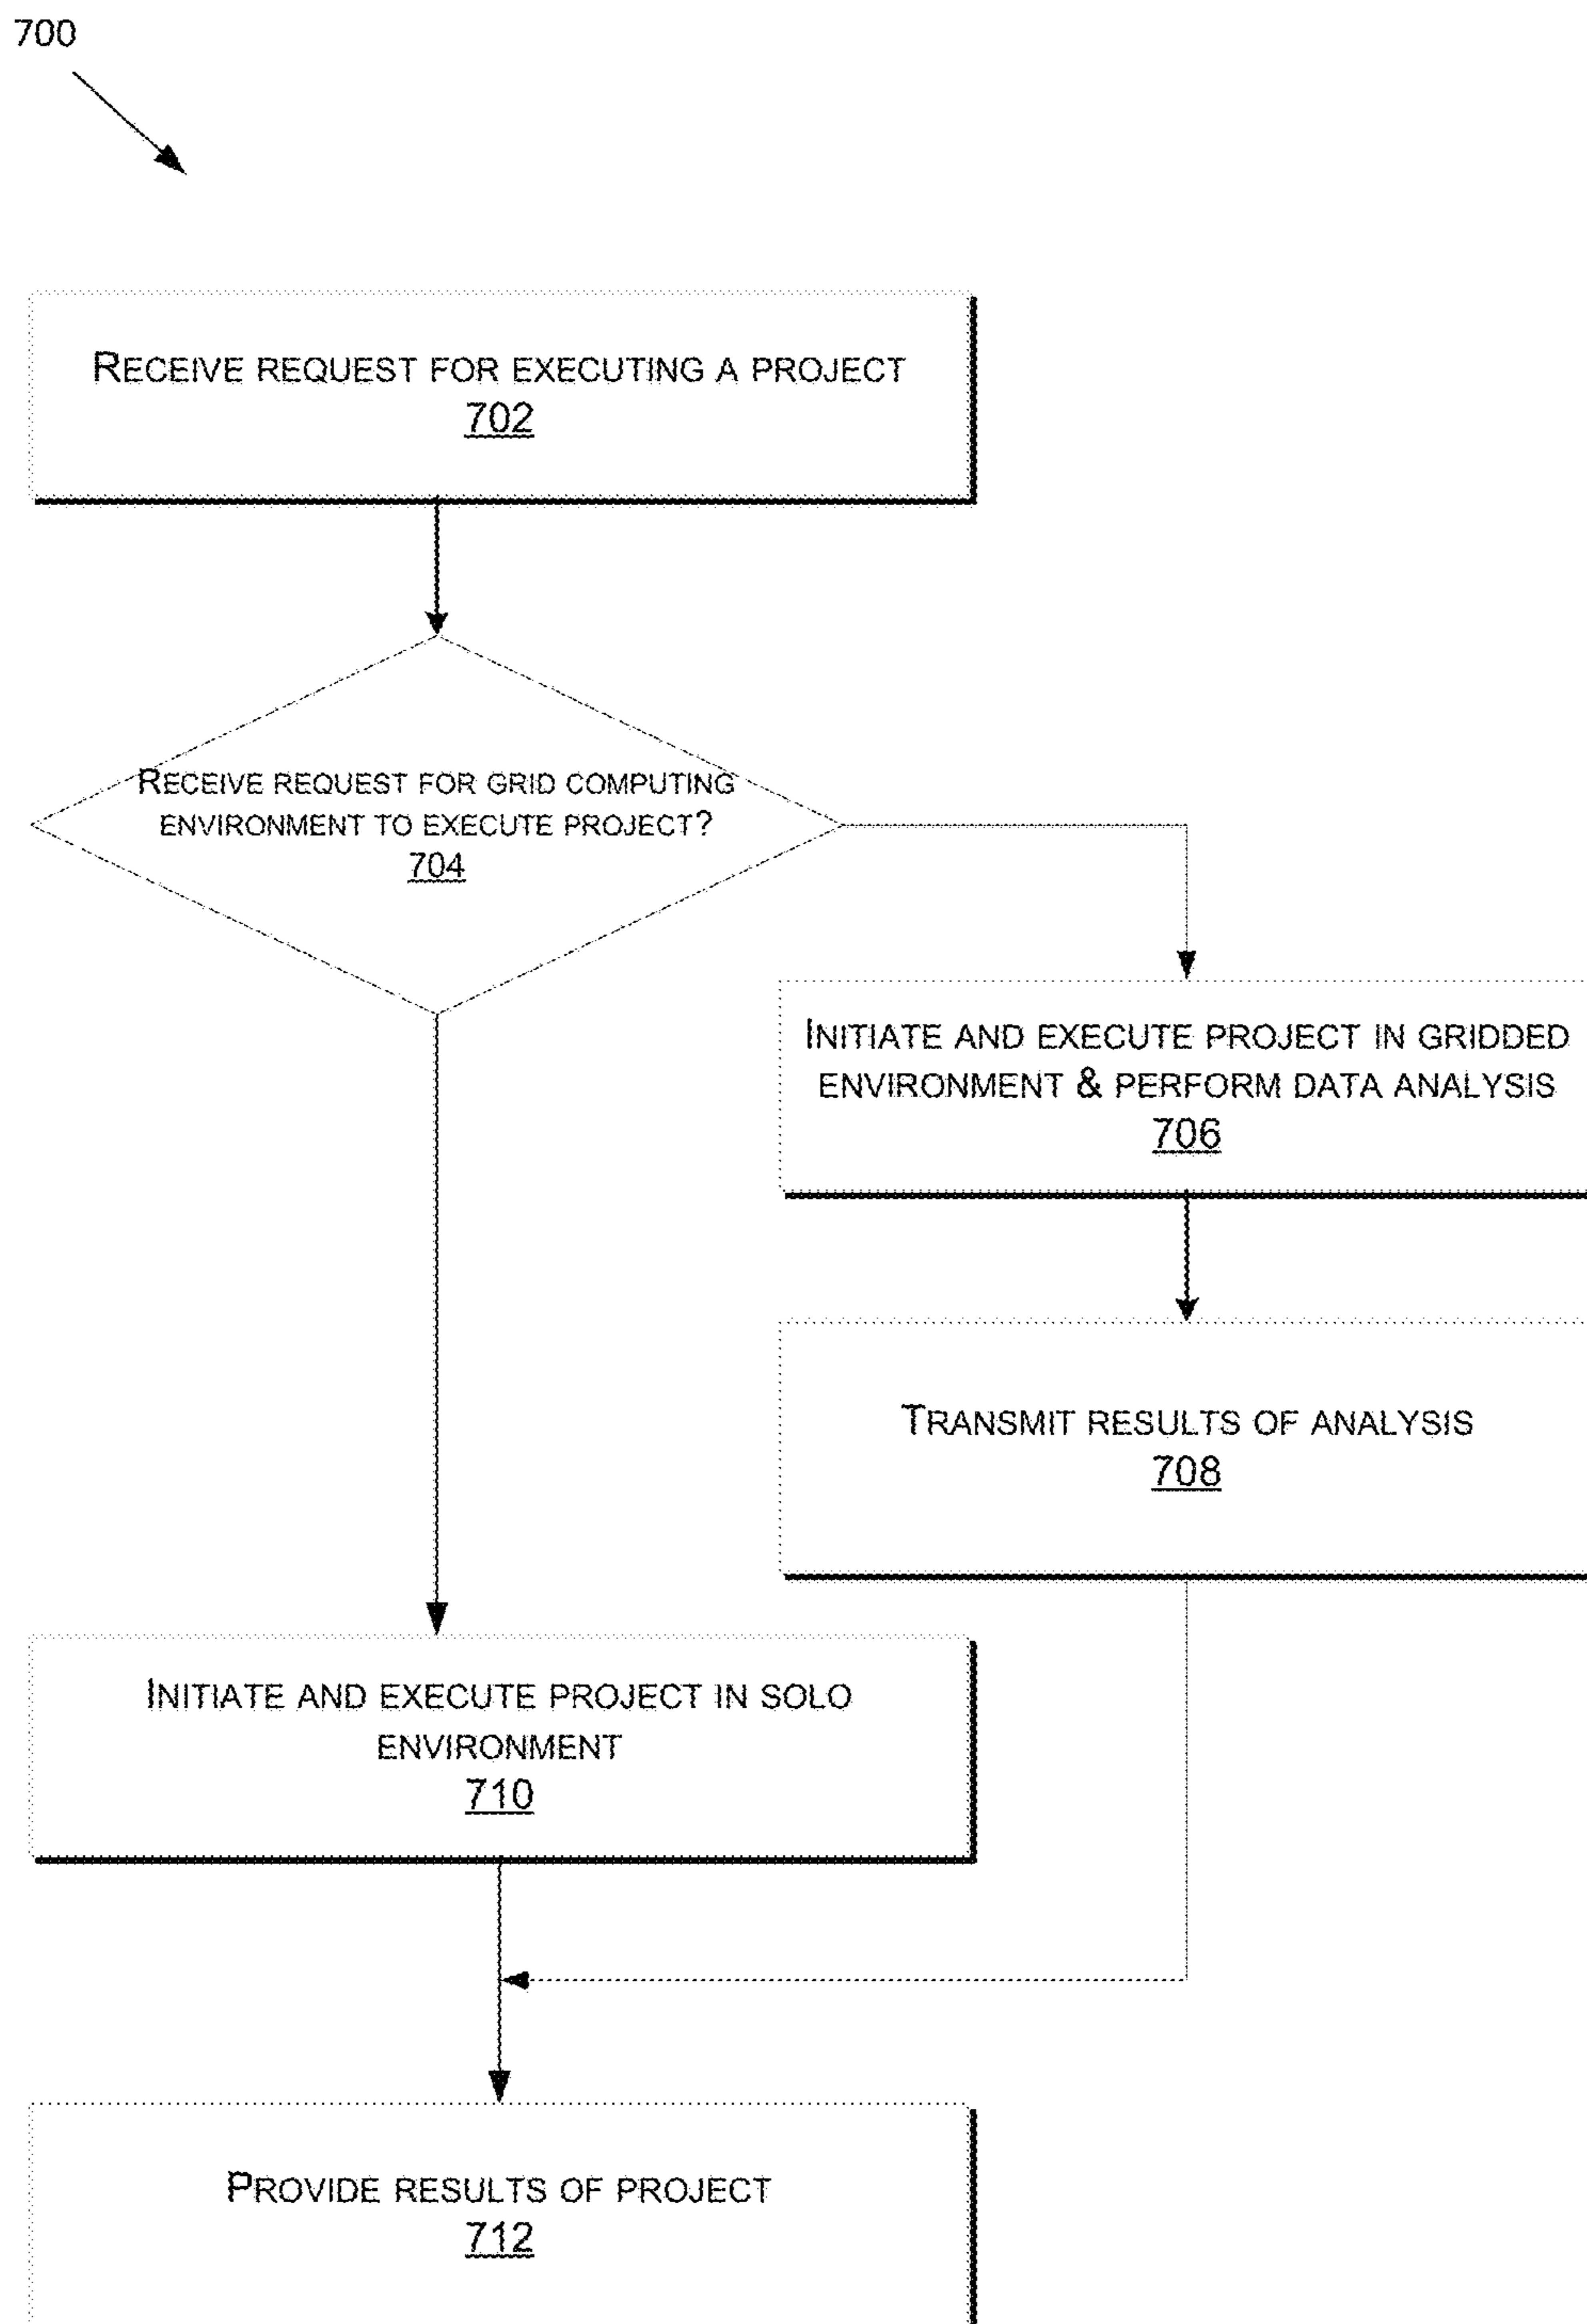 700
RECEIVE REQUEST FOR EXECUTING A PROJECT
702
RECEIVE REQUEST FOR GRID COMPUTING
ENVIRONMENT TO EXECUTE PROJECT?
704
INITIATE AND EXECUTE PROJECT IN GRIDDED
ENVIRONMENT & PERFORM DATA ANALYSIS
706
TRANSMIT RESULTS OF ANALYSIS
708
INITIATE AND EXECUTE PROJECT IN SOLO
ENVIRONMENT
710
PROVIDE RESULTS OF PROJECT
712